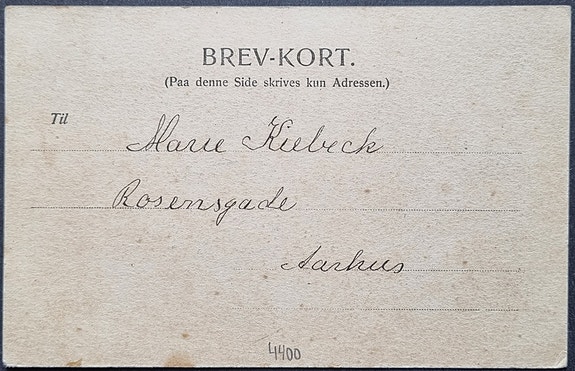 BREV-KORT.
(Paa denne Side skrives kun Adressen.)
Til
Marie Kiebeck
Rosensgade
Aarhus
4400